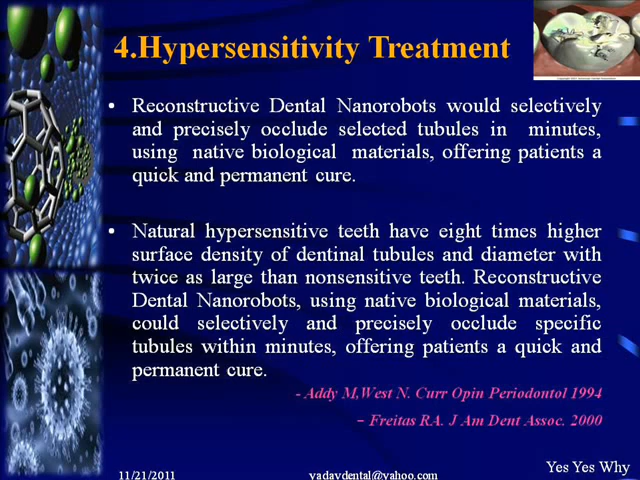 4.Hypersensitivity Treatment
• Reconstructive Dental Nanorobots would selectively
and precisely occlude selected tubules in minutes,
using native biological materials, offering patients a
quick and permanent cure.
• Natural hypersensitive teeth have eight times higher
surface density of dentinal tubules and diameter with
twice as large than nonsensitive teeth. Reconstructive
Dental Nanorobots, using native biological materials,
could selectively and precisely occlude specific
tubules within minutes, offering patients a quick and
permanent cure.
- Addy M,West N. Curr Opin Periodontol 1994
– Freitas RA. J Am Dent Assoc. 2000
11/21/2011 yadavdental@yahoo.com Yes Yes Why